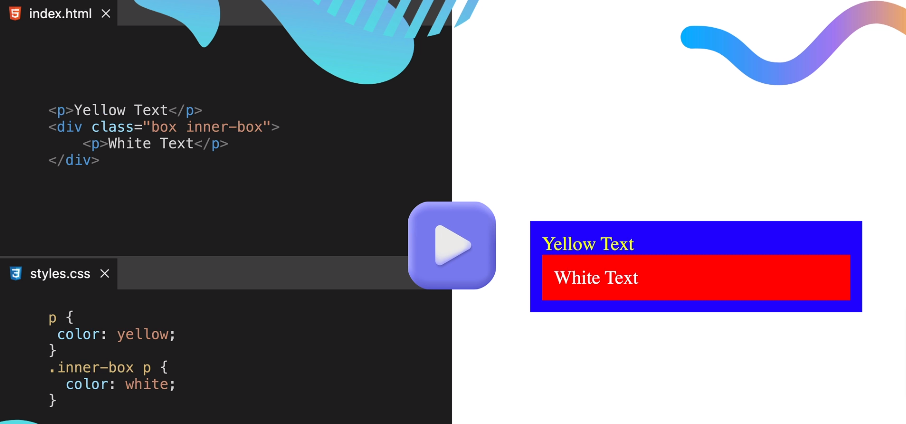 index.html
<p>Yellow Text</p>
<div class="box inner-box">
    <p>White Text</p>
</div>
styles.css
p {
 color: yellow;
}
.inner-box p {
  color: white;
}
Yellow Text
White Text